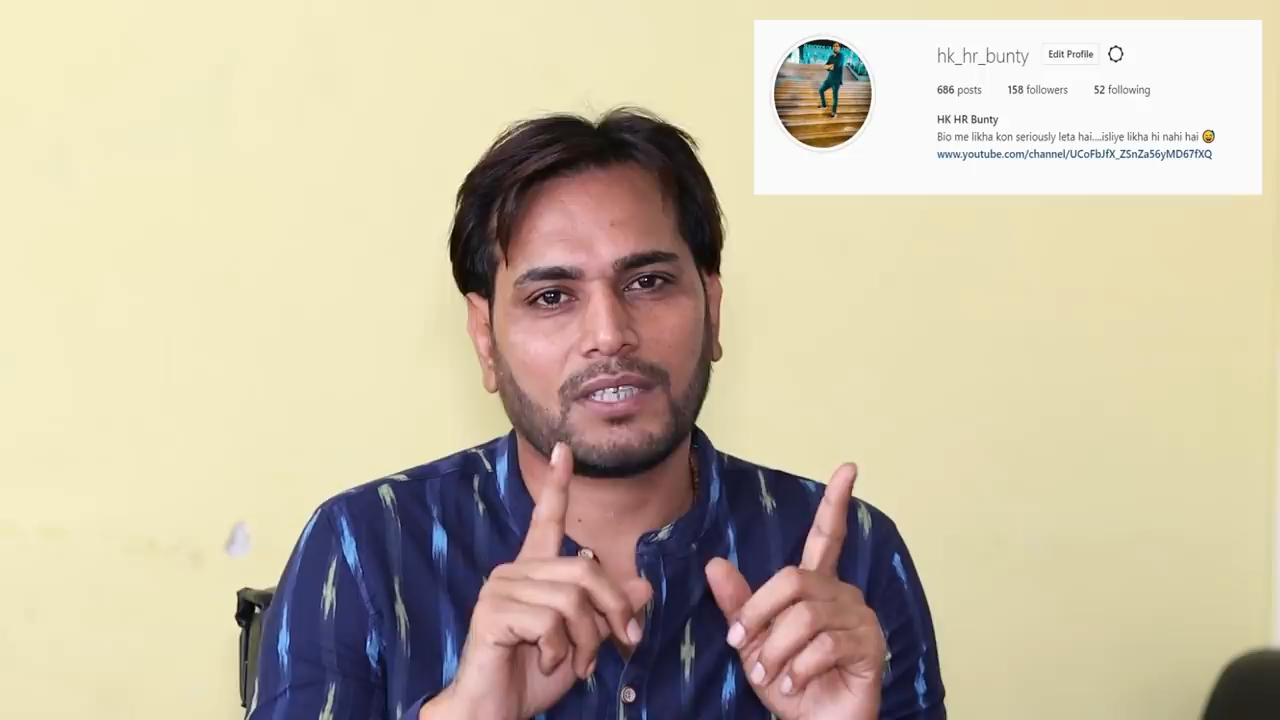 hk_hr_bunty Edit Profile
686 posts 158 followers 52 following
HK HR Bunty
Bio me likha kon seriously leta hai....isliye likha hi nahi hai 😅
www.youtube.com/channel/UCoFbJfX_ZSnZa56yMD67fXQ